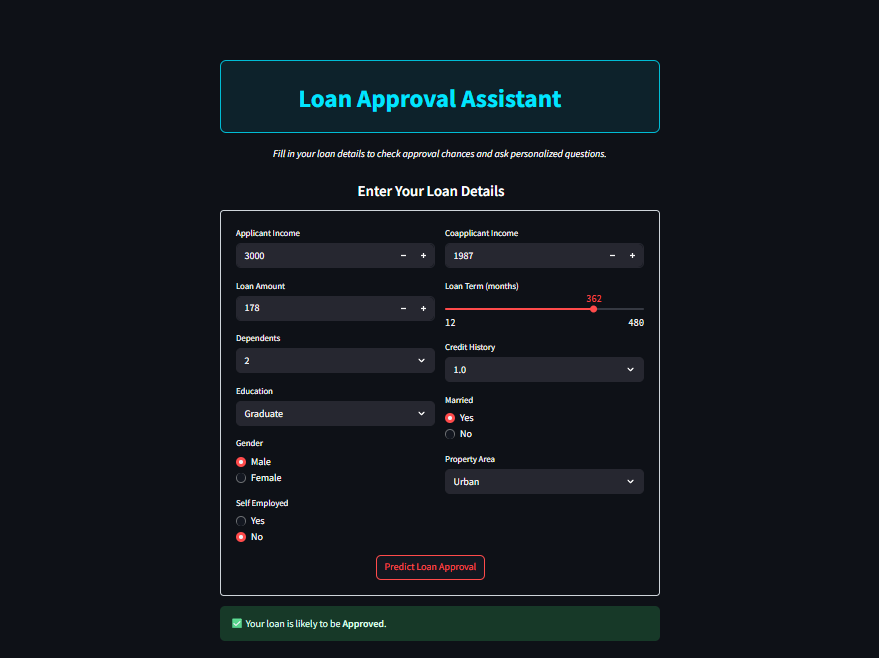 Loan Approval Assistant
Fill in your loan details to check approval chances and ask personalized questions.
Enter Your Loan Details
Applicant Income
3000
Loan Amount
178
Dependents
2
Education
Graduate
Gender
Male
Female
Self Employed
Yes
No
Coapplicant Income
1987
Loan Term (months)
362
12 480
Credit History
1.0
Married
Yes
No
Property Area
Urban
Predict Loan Approval
✅ Your loan is likely to be Approved.